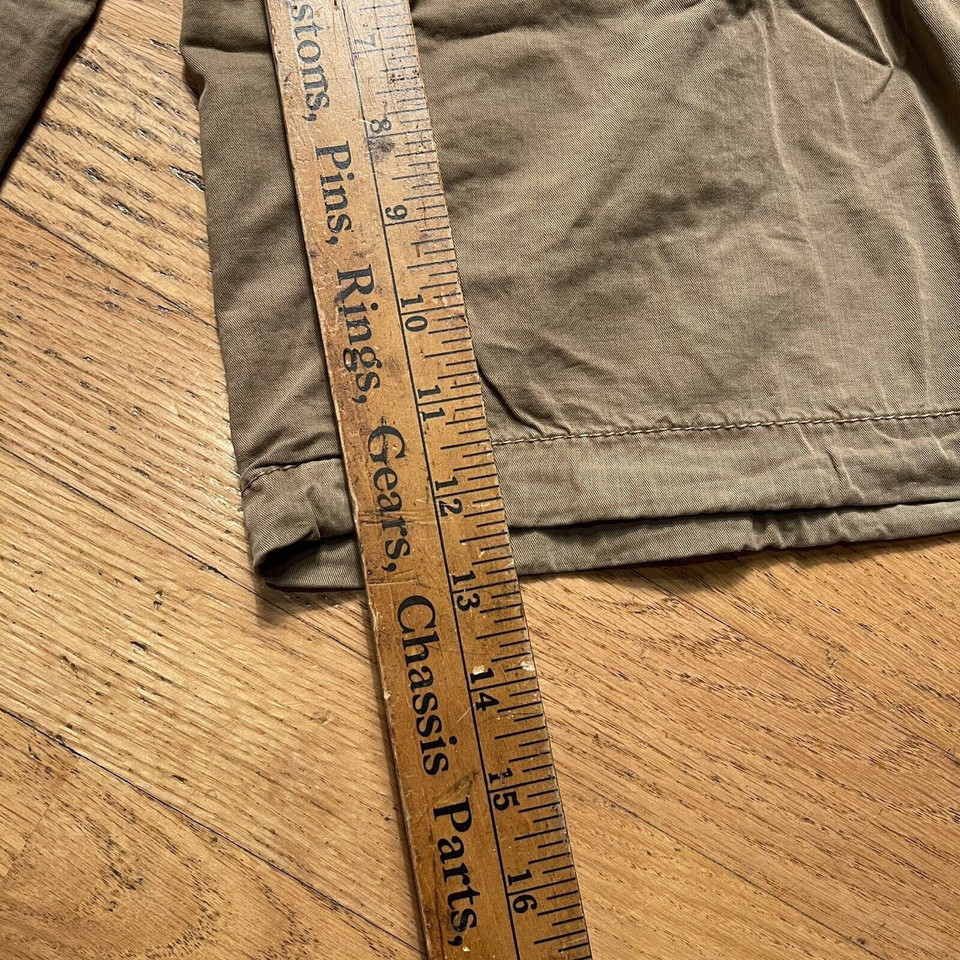 stons, Pins, Rings, Gears, Chassis Parts,
7 8 9 10 11 12 13 14 15 16